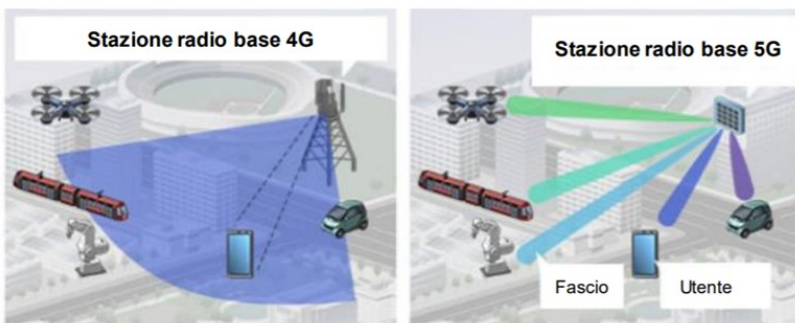 Stazione radio base 4G
Stazione radio base 5G
Fascio
Utente